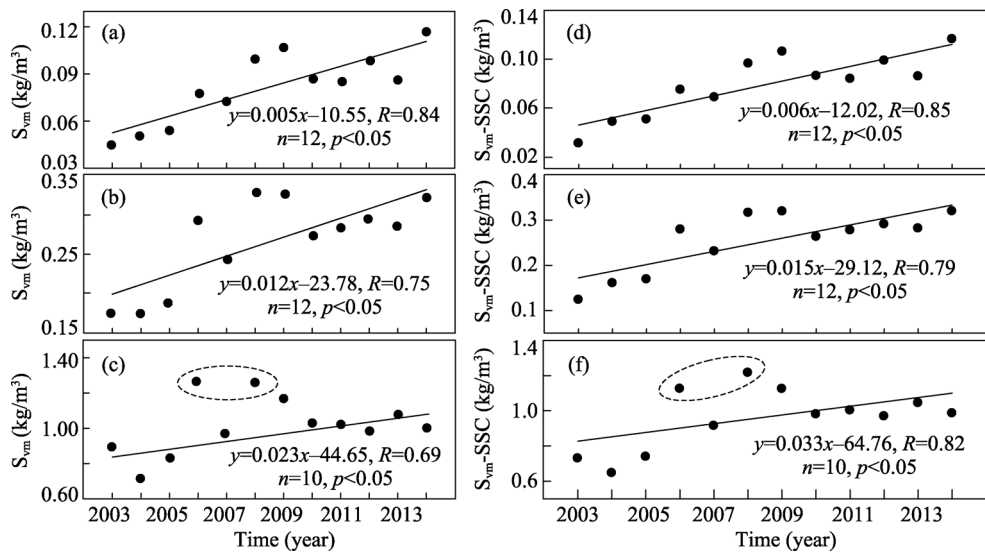 (a)
S_vm (kg/m³)
0.12
0.09
0.06
0.03
y=0.005x–10.55, R=0.84
n=12, p<0.05
(b)
S_vm (kg/m³)
0.35
0.25
0.15
y=0.012x–23.78, R=0.75
n=12, p<0.05
(c)
S_vm (kg/m³)
1.40
1.00
0.60
y=0.023x–44.65, R=0.69
n=10, p<0.05
2003 2005 2007 2009 2011 2013
Time (year)
(d)
S_vm-SSC (kg/m³)
0.14
0.10
0.06
0.02
y=0.006x–12.02, R=0.85
n=12, p<0.05
(e)
S_vm-SSC (kg/m³)
0.4
0.3
0.2
0.1
y=0.015x–29.12, R=0.79
n=12, p<0.05
(f)
S_vm-SSC (kg/m³)
1.4
1.0
0.6
y=0.033x–64.76, R=0.82
n=10, p<0.05
2003 2005 2007 2009 2011 2013
Time (year)